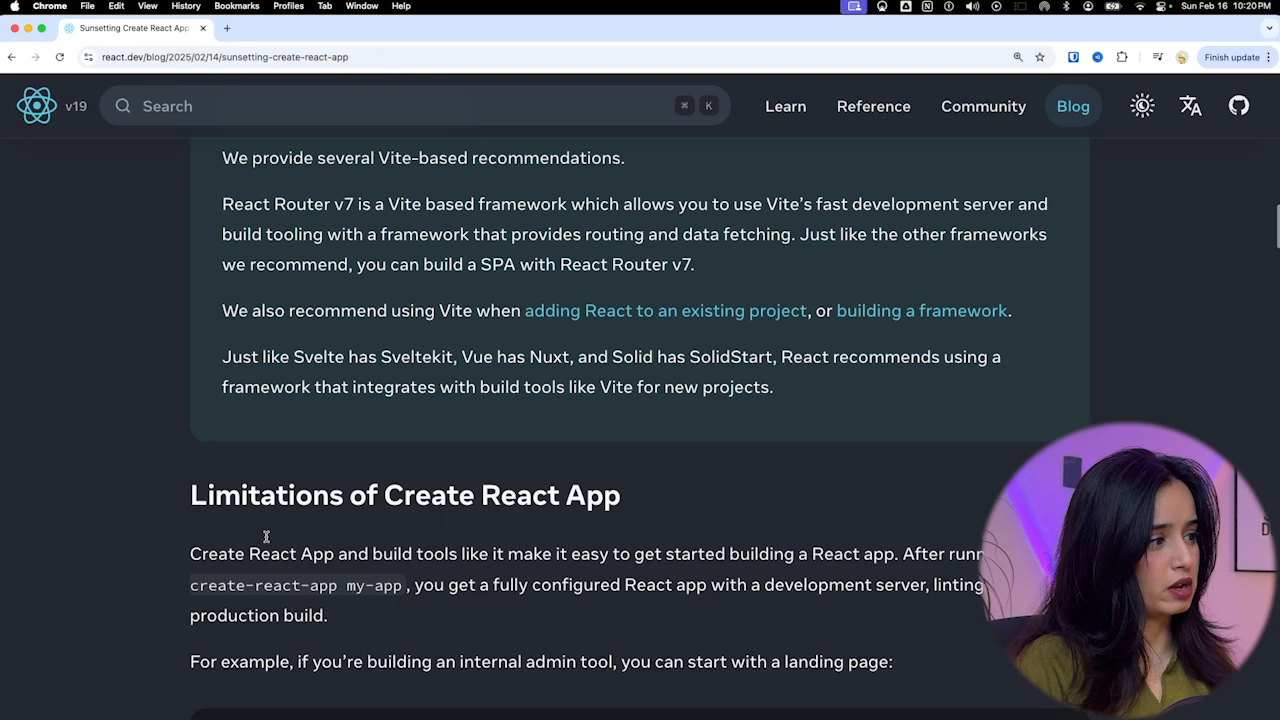 Chrome File Edit View History Bookmarks Profiles Tab Window Help Sun Feb 16 10:20PM
Sunsetting Create React App
react.dev/blog/2025/02/14/sunsetting-create-react-app Finish update
v19 Search ⌘ K Learn Reference Community Blog
We provide several Vite-based recommendations.
React Router v7 is a Vite based framework which allows you to use Vite’s fast development server and
build tooling with a framework that provides routing and data fetching. Just like the other frameworks
we recommend, you can build a SPA with React Router v7.
We also recommend using Vite when adding React to an existing project, or building a framework.
Just like Svelte has Sveltekit, Vue has Nuxt, and Solid has SolidStart, React recommends using a
framework that integrates with build tools like Vite for new projects.
Limitations of Create React App
Create React App and build tools like it make it easy to get started building a React app. After
create-react-app my-app, you get a fully configured React app with a development server, linting
production build.
For example, if you’re building an internal admin tool, you can start with a landing page: